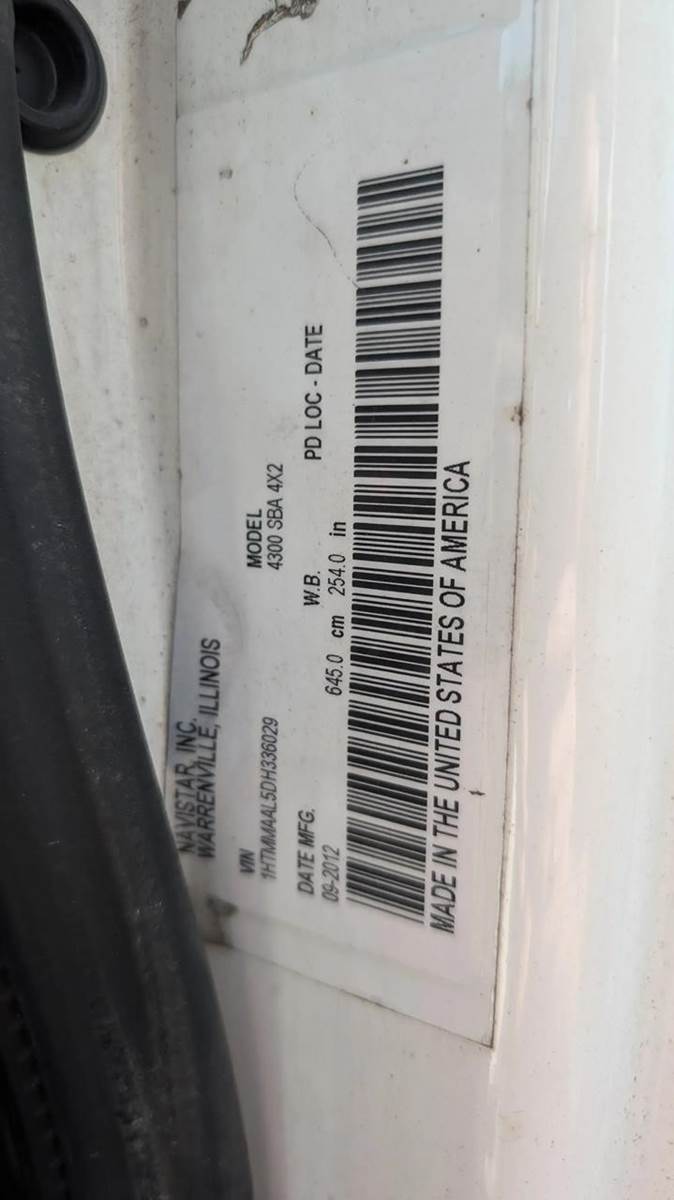 NAVISTAR, INC.
WARRENVILLE, ILLINOIS
VIN MODEL
1HTMMAAL5DH336029 4300 SBA 4X2
DATE MFG. W.B. PD LOC - DATE
09-2012 645.0 cm 254.0 in
MADE IN THE UNITED STATES OF AMERICA